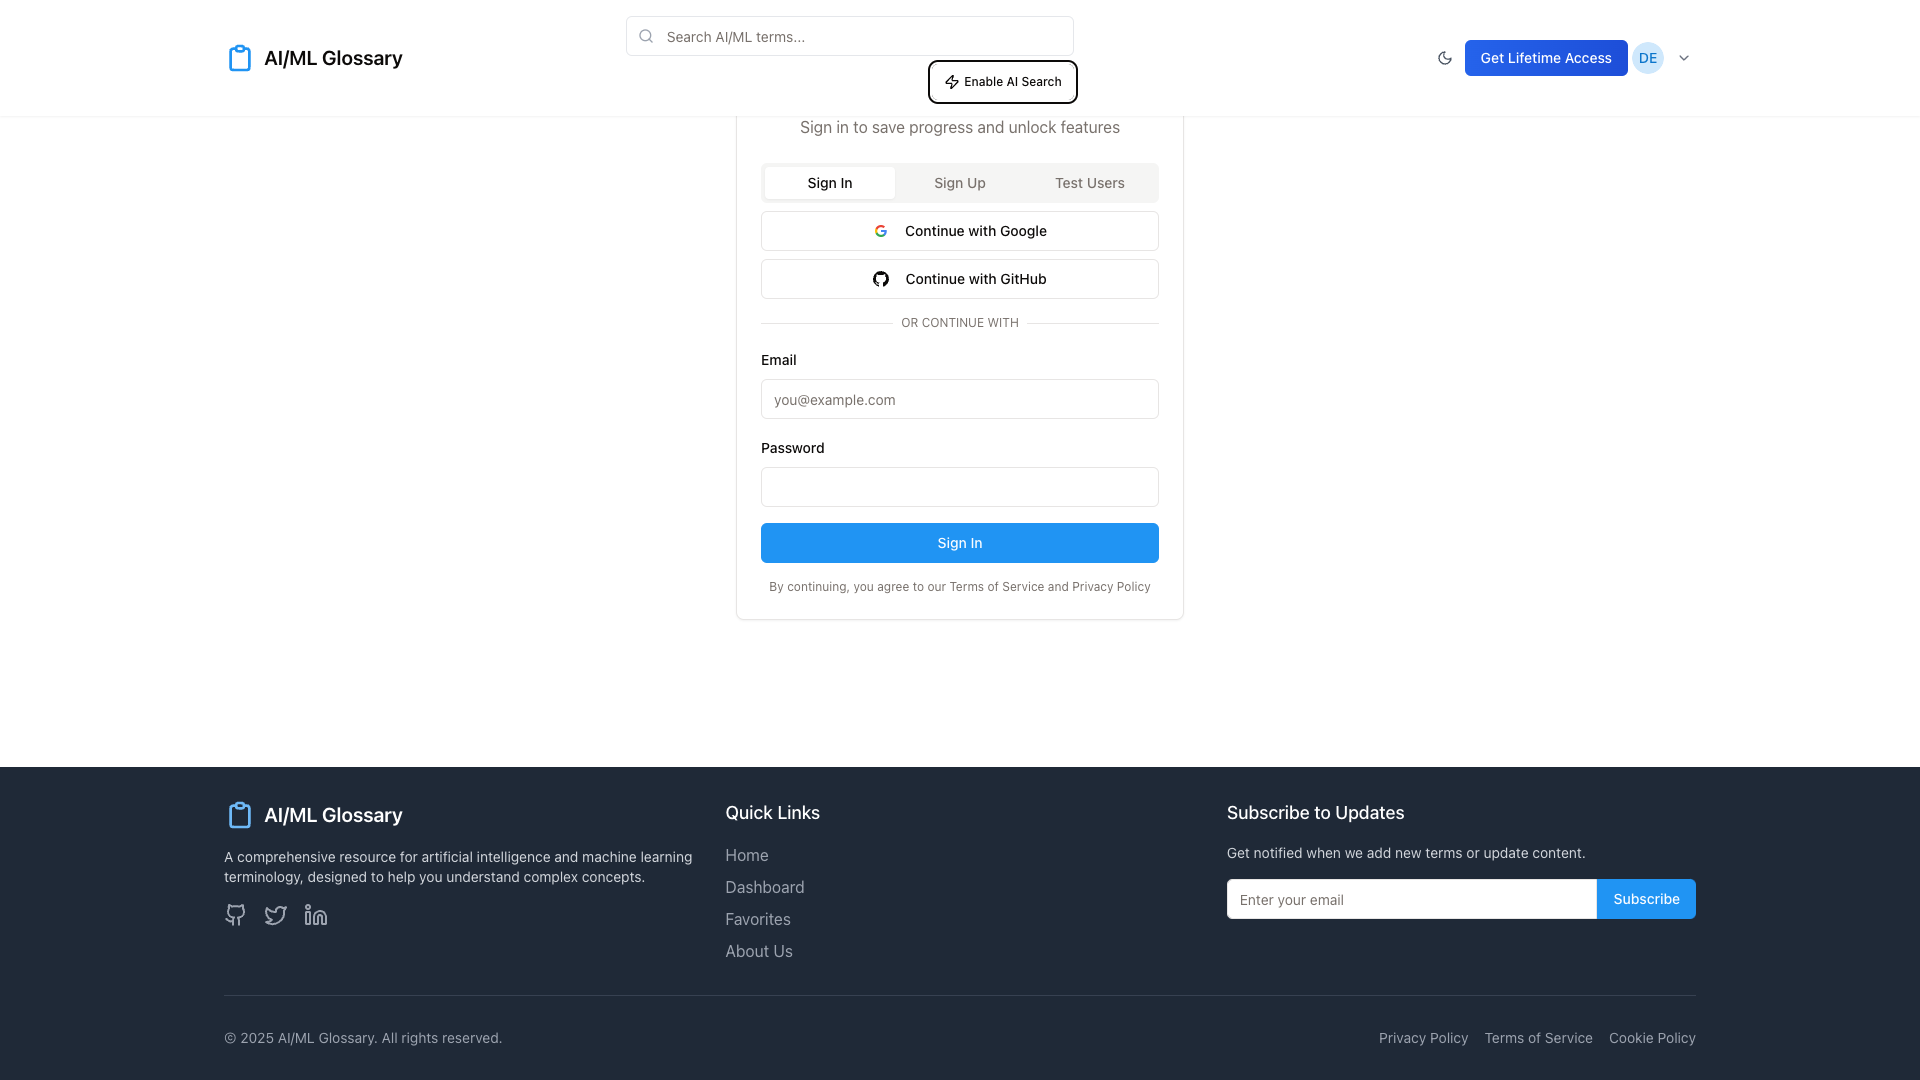 AI/ML Glossary
Search AI/ML terms...
Enable AI Search
Get Lifetime Access
DE
Sign in to save progress and unlock features
Sign In
Sign Up
Test Users
Continue with Google
Continue with GitHub
OR CONTINUE WITH
Email
you@example.com
Password
Sign In
By continuing, you agree to our Terms of Service and Privacy Policy
AI/ML Glossary
A comprehensive resource for artificial intelligence and machine learning
terminology, designed to help you understand complex concepts.
Quick Links
Home
Dashboard
Favorites
About Us
Subscribe to Updates
Get notified when we add new terms or update content.
Enter your email
Subscribe
© 2025 AI/ML Glossary. All rights reserved.
Privacy Policy
Terms of Service
Cookie Policy